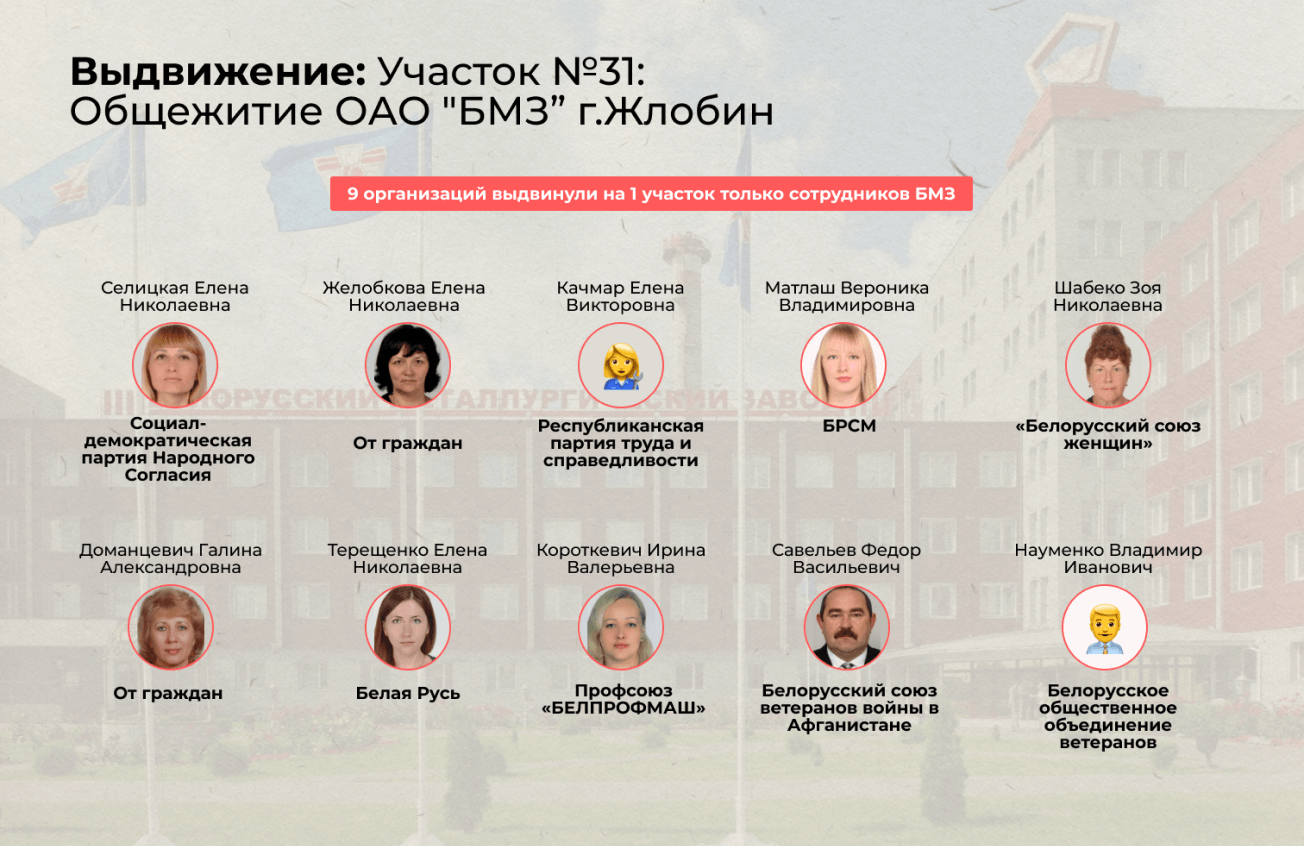 Выдвижение: Участок №31:
Общежитие ОАО "БМЗ” г.Жлобин
9 организаций выдвинули на 1 участок только сотрудников БМЗ
Селицкая Елена
Николаевна
Социал-
демократическая
партия Народного
Согласия
Желобкова Елена
Николаевна
От граждан
Качмар Елена
Викторовна
Республиканская
партия труда и
справедливости
Матлаш Вероника
Владимировна
БРСМ
Шабеко Зоя
Николаевна
«Белорусский союз
женщин»
Доманцевич Галина
Александровна
От граждан
Терещенко Елена
Николаевна
Белая Русь
Короткевич Ирина
Валерьевна
Профсоюз
«БЕЛПРОФМАШ»
Савельев Федор
Васильевич
Белорусский союз
ветеранов войны в
Афганистане
Науменко Владимир
Иванович
Белорусское
общественное
объединение
ветеранов